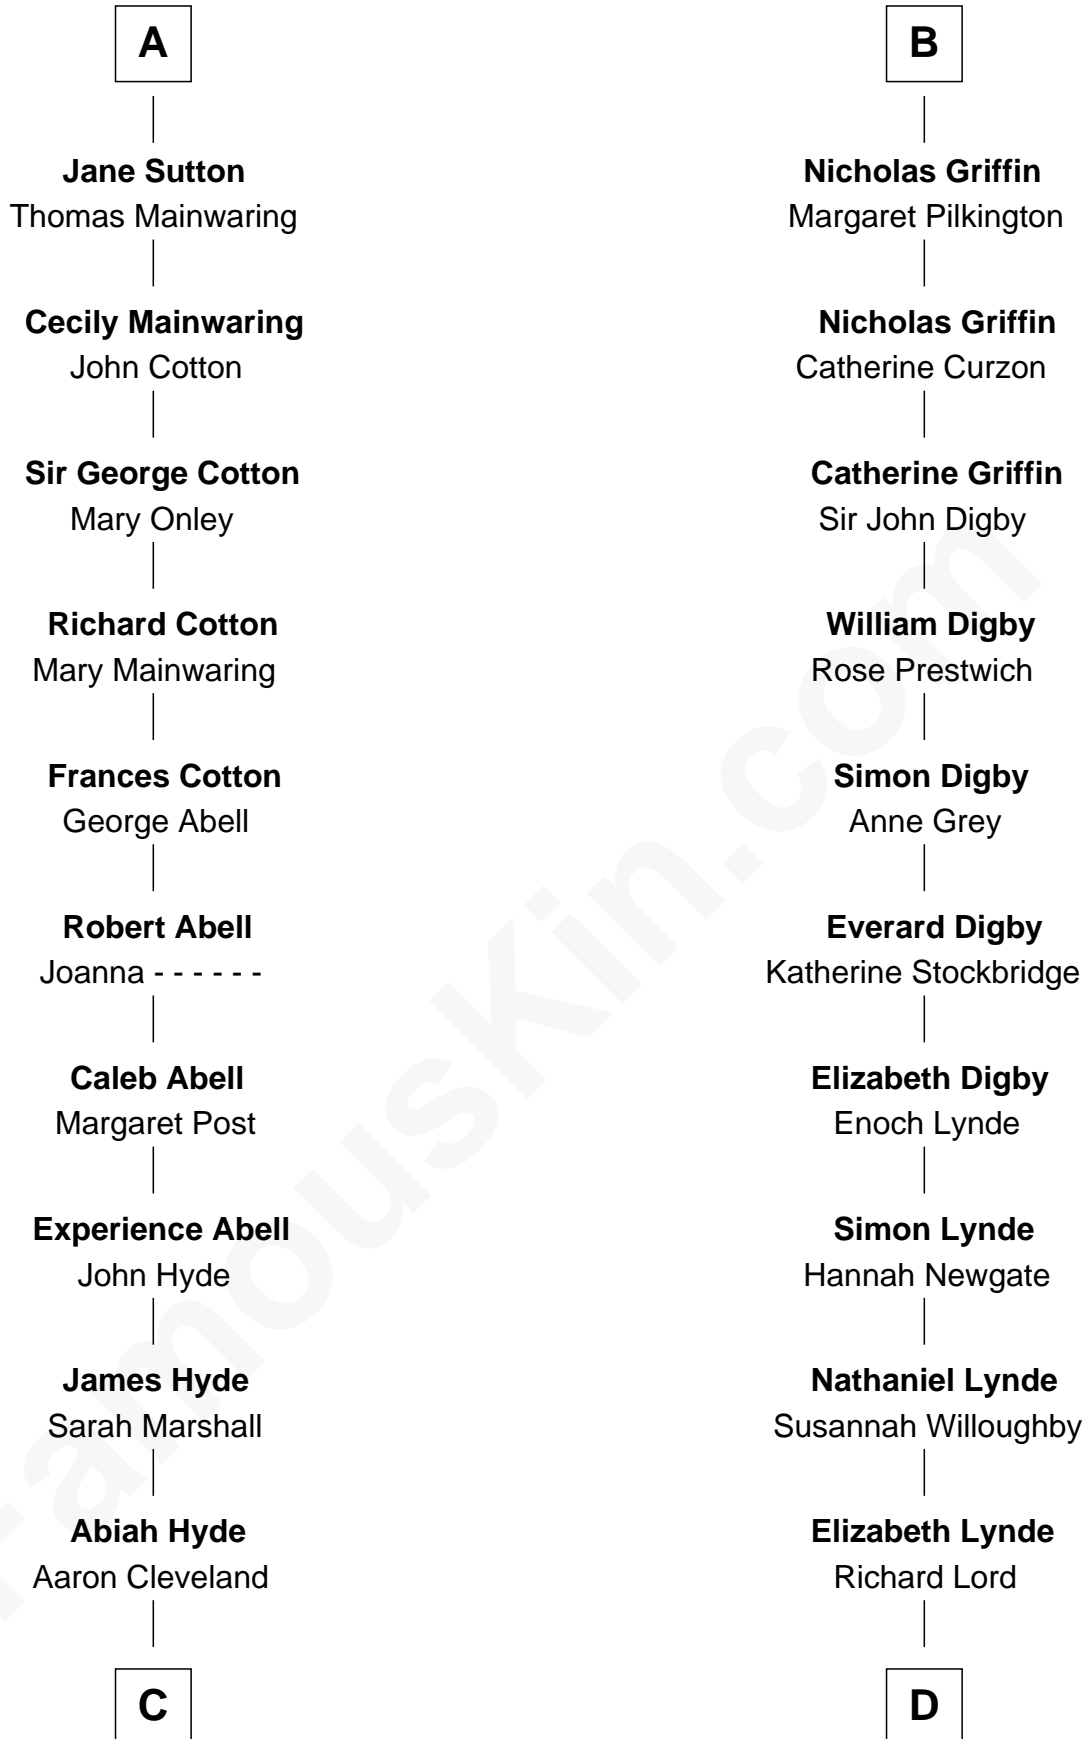 A
Jane Sutton
Thomas Mainwaring
Cecily Mainwaring
John Cotton
Sir George Cotton
Mary Onley
Richard Cotton
Mary Mainwaring
Frances Cotton
George Abell
Robert Abell
Joanna - - - - - -
Caleb Abell
Margaret Post
Experience Abell
John Hyde
James Hyde
Sarah Marshall
Abiah Hyde
Aaron Cleveland
C
B
Nicholas Griffin
Margaret Pilkington
Nicholas Griffin
Catherine Curzon
Catherine Griffin
Sir John Digby
William Digby
Rose Prestwich
Simon Digby
Anne Grey
Everard Digby
Katherine Stockbridge
Elizabeth Digby
Enoch Lynde
Simon Lynde
Hannah Newgate
Nathaniel Lynde
Susannah Willoughby
Elizabeth Lynde
Richard Lord
D
FamousKin.com